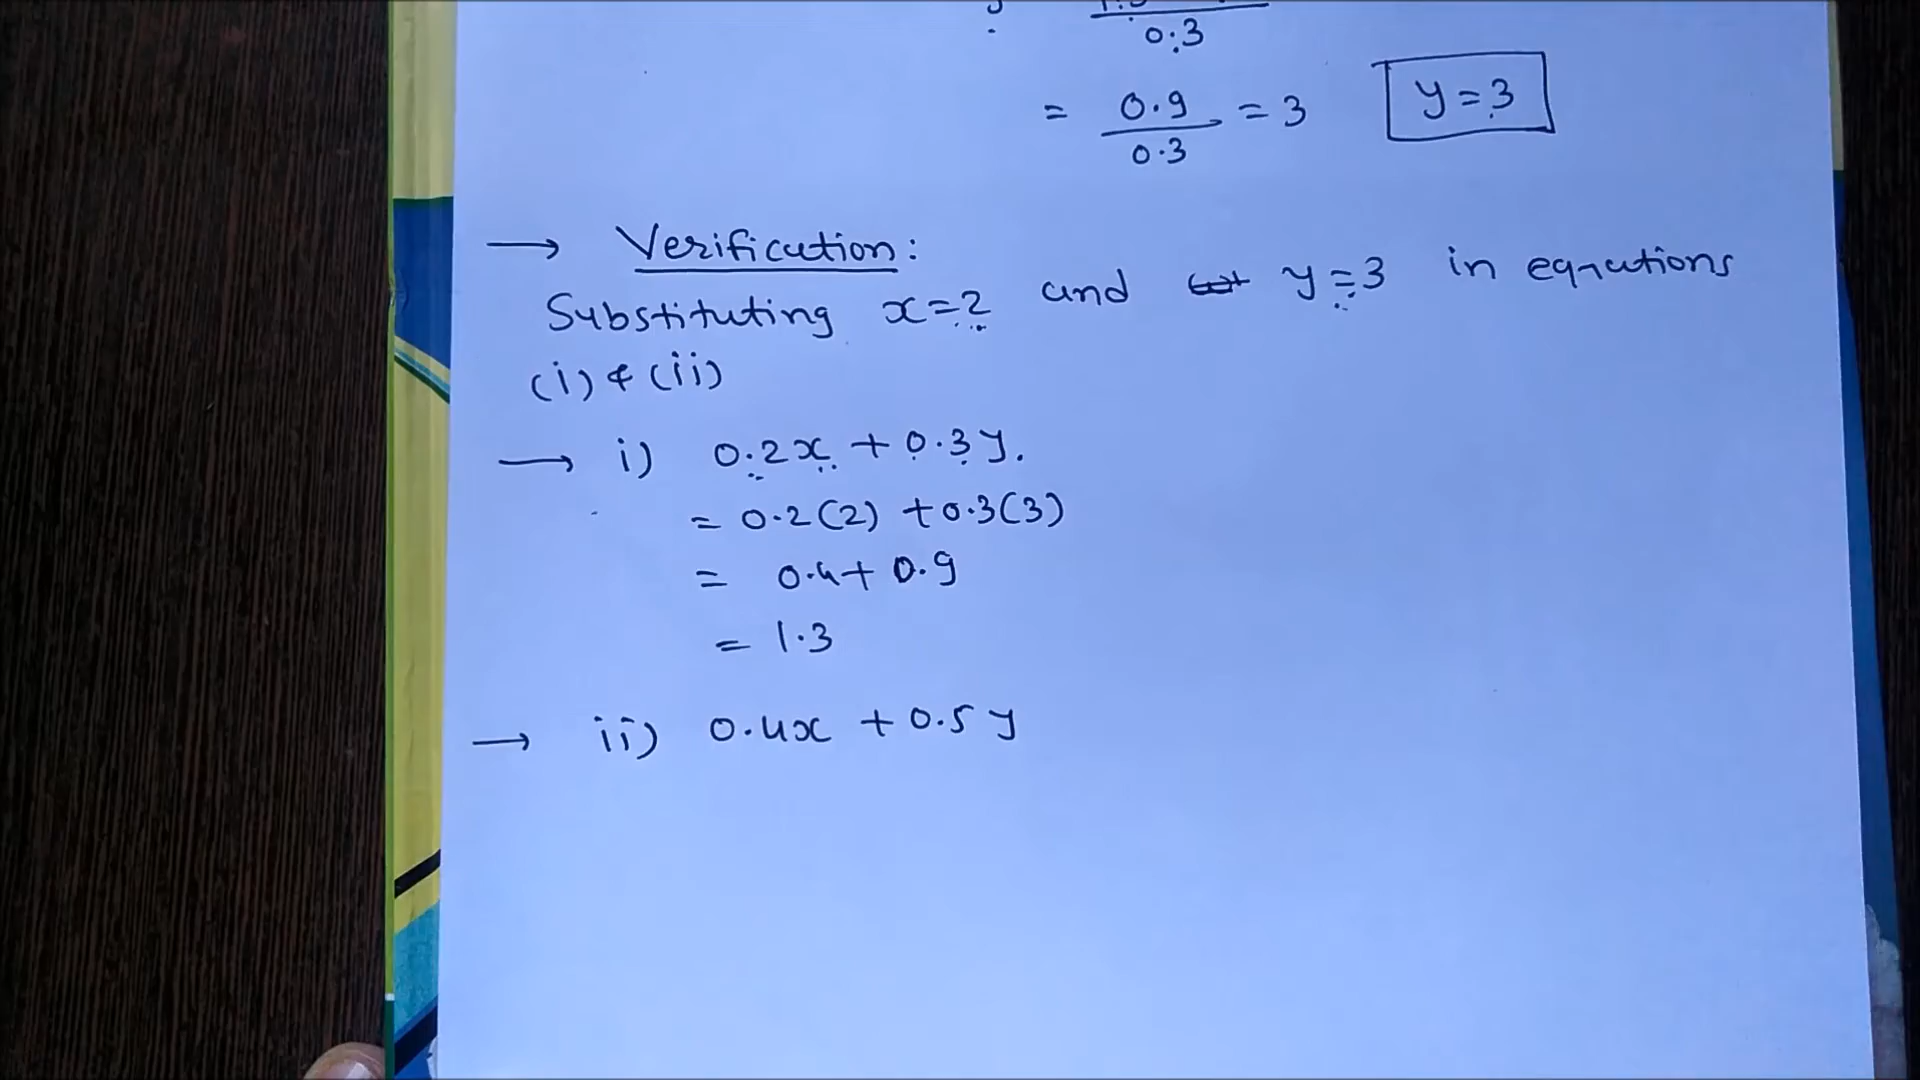 0.3
= 0.9 / 0.3 = 3 y=3
→ Verification:
Substituting x=2 and y=3 in equations
(i) & (ii)
→ i) 0.2x + 0.3y.
= 0.2(2) + 0.3(3)
= 0.4 + 0.9
= 1.3
→ ii) 0.4x + 0.5y